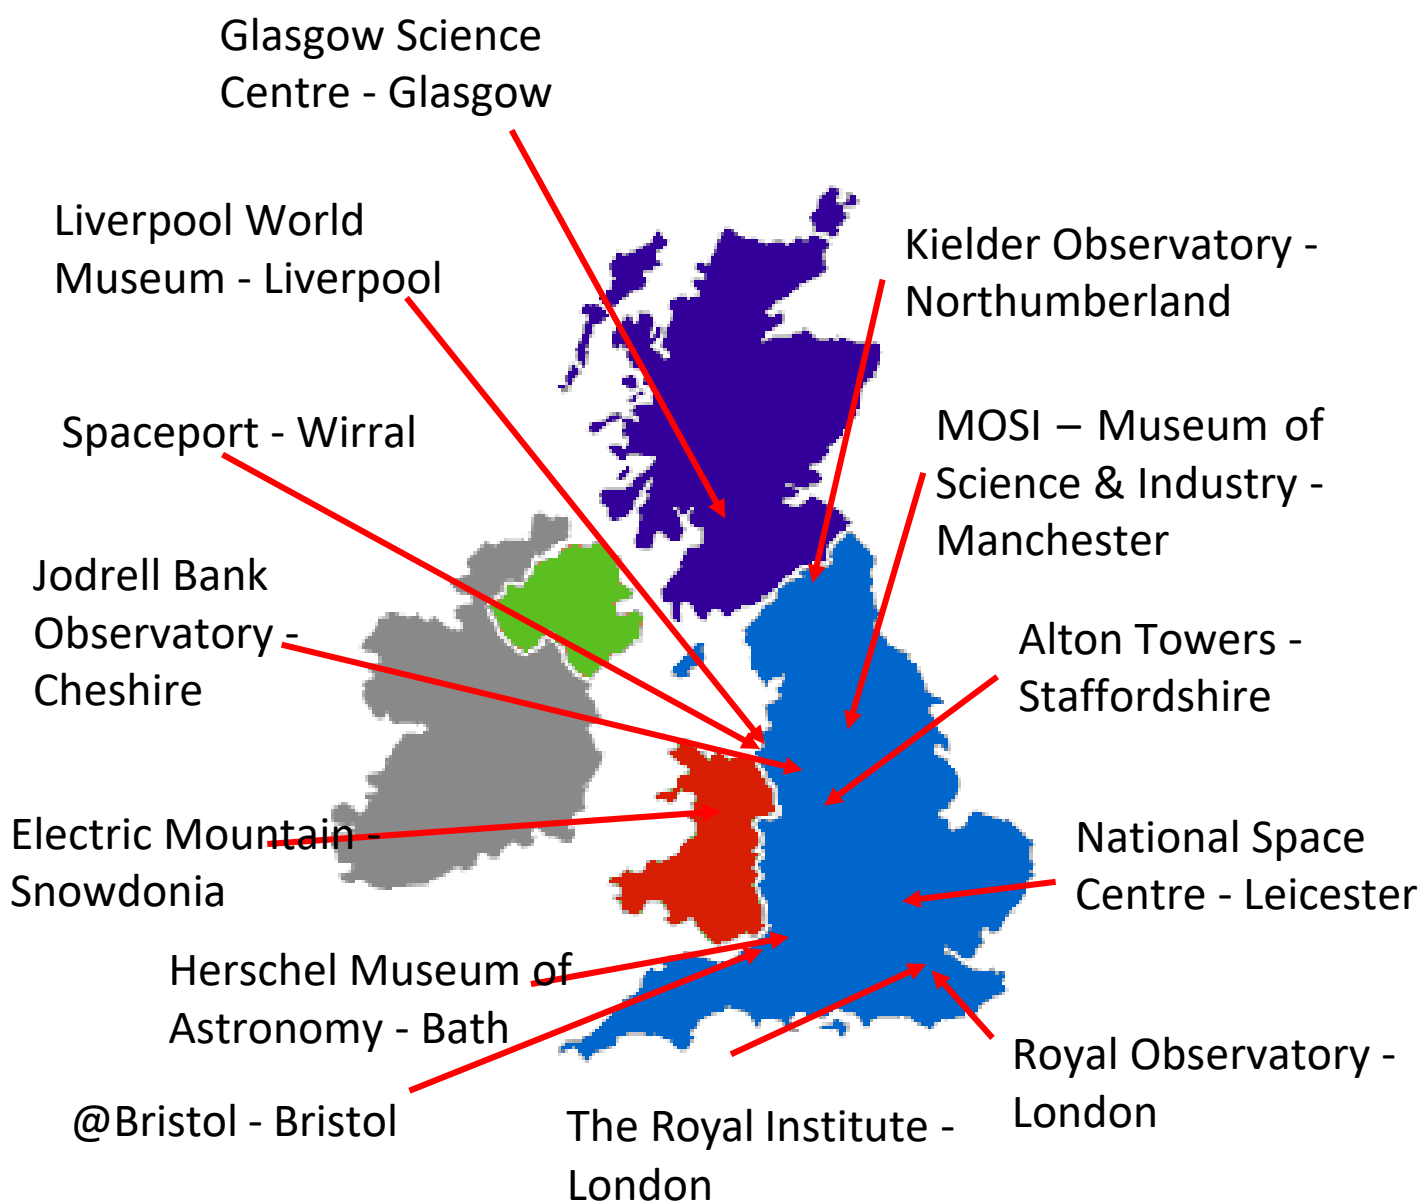 Glasgow Science
Centre - Glasgow
Liverpool World
Museum - Liverpool
Kielder Observatory -
Northumberland
Spaceport - Wirral
MOSI – Museum of
Science & Industry -
Manchester
Jodrell Bank
Observatory -
Cheshire
Alton Towers -
Staffordshire
Electric Mountain -
Snowdonia
National Space
Centre - Leicester
Herschel Museum of
Astronomy - Bath
Royal Observatory -
London
@Bristol - Bristol
The Royal Institute -
London